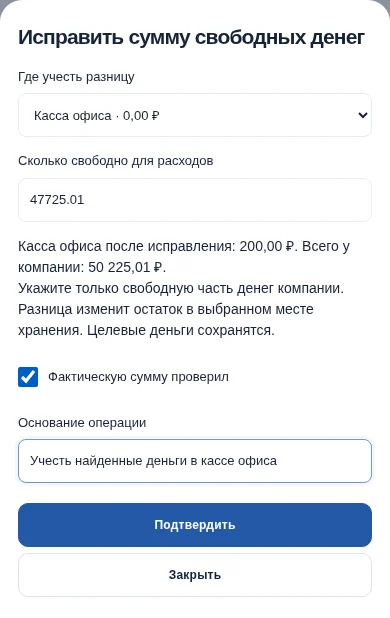 Исправить сумму свободных денег
Где учесть разницу
Касса офиса · 0,00 ₽
Сколько свободно для расходов
47725.01
Касса офиса после исправления: 200,00 ₽. Всего у
компании: 50 225,01 ₽.
Укажите только свободную часть денег компании.
Разница изменит остаток в выбранном месте
хранения. Целевые деньги сохранятся.
Фактическую сумму проверил
Основание операции
Учесть найденные деньги в кассе офиса
Подтвердить
Закрыть